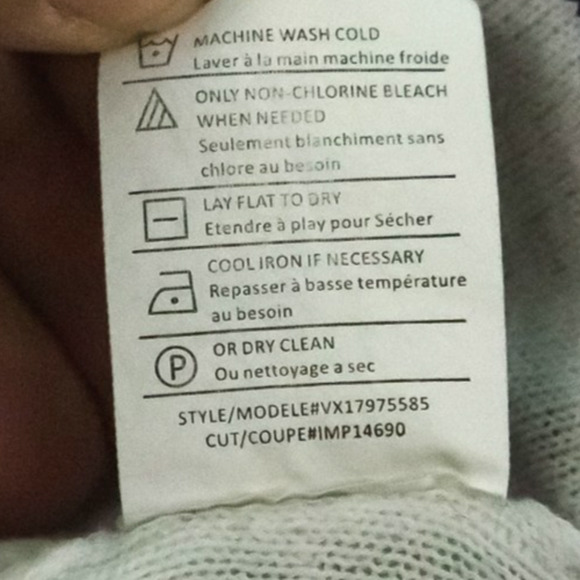 MACHINE WASH COLD
Laver à la main machine froide
ONLY NON-CHLORINE BLEACH
WHEN NEEDED
Seulement blanchiment sans
chlore au besoin
LAY FLAT TO DRY
Etendre à play pour Sécher
COOL IRON IF NECESSARY
Repasser à basse température
au besoin
P
OR DRY CLEAN
Ou nettoyage a sec
STYLE/MODELE#VX17975585
CUT/COUPE#IMP14690